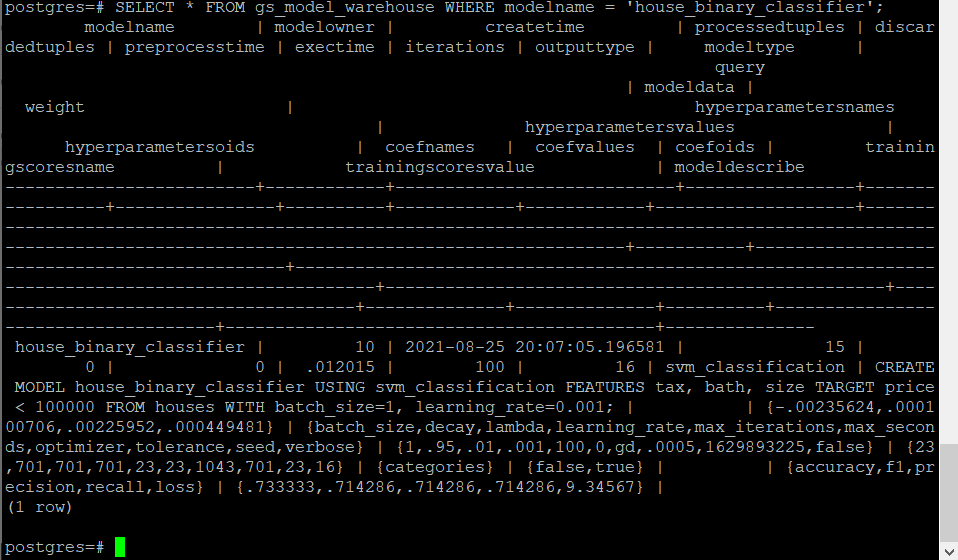 postgres=# SELECT * FROM gs_model_warehouse WHERE modelname = 'house_binary_classifier';
        modelname        | modelowner |         createtime         | processedtuples | discar
dedtuples | preprocesstime | exectime | iterations | outputtype |     modeltype      |
                                                                       query
                                                              | modeldata |
  weight                    |                                        hyperparametersnames
                                     |              hyperparametersvalues               |
      hyperparametersoids          |  coefnames  |  coefvalues  | coefoids |         trainin
gscoresname          |            trainingscoresvalue            | modeldescribe
-------------------------+------------+----------------------------+-----------------+-------
----------+----------------+----------+------------+------------+--------------------+-------
---------------------------------------------------------------------------------------------
--------------------------------------------------------------+-----------+------------------
----------------------------+----------------------------------------------------------------
-------------------------------------+--------------------------------------------------+----
-----------------------------------+-------------+--------------+----------+----------------
---------------------+-------------------------------------------+---------------
 house_binary_classifier |         10 | 2021-08-25 20:07:05.196581 |              15 |
        0 |              0 |  .012015 |        100 |         16 | svm_classification | CREATE
 MODEL house_binary_classifier USING svm_classification FEATURES tax, bath, size TARGET price
 < 100000 FROM houses WITH batch_size=1, learning_rate=0.001; |           | {-.00235624,.0001
00706,.00225952,.000449481} | {batch_size,decay,lambda,learning_rate,max_iterations,max_secon
ds,optimizer,tolerance,seed,verbose} | {1,.95,.01,.001,100,0,gd,.0005,1629893225,false} | {23
,701,701,701,23,23,1043,701,23,16} | {categories} | {false,true} |          | {accuracy,f1,pr
ecision,recall,loss} | {.733333,.714286,.714286,.714286,9.34567} |
(1 row)
postgres=#